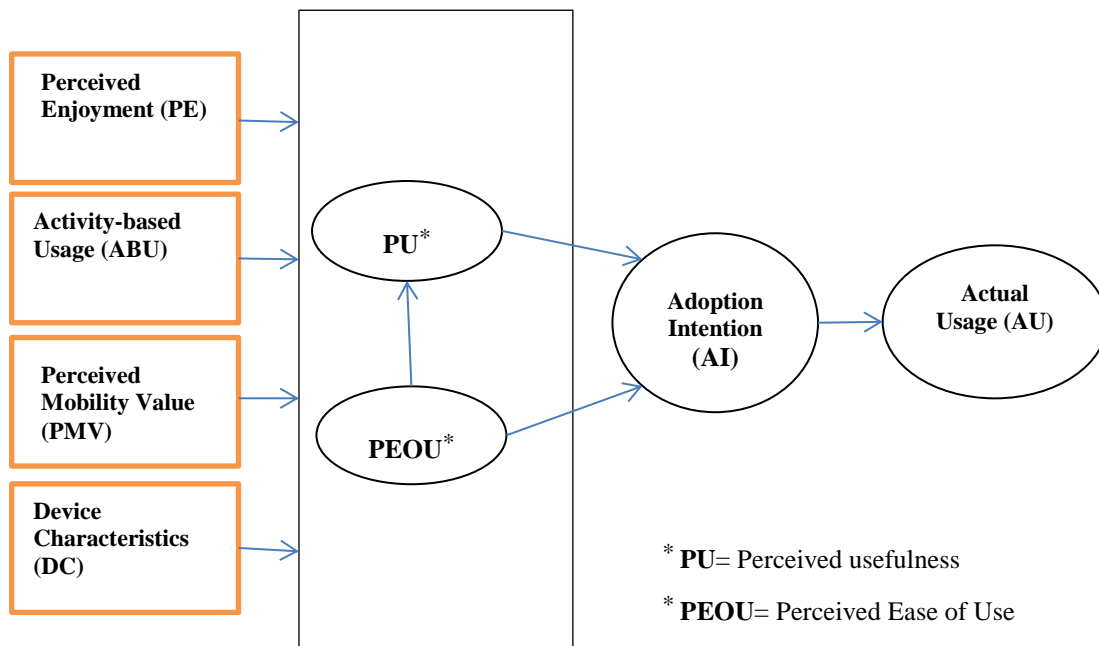 Perceived
Enjoyment (PE)
Activity-based
Usage (ABU)
Perceived
Mobility Value
(PMV)
Device
Characteristics
(DC)
PU*
PEOU*
Adoption
Intention
(AI)
Actual
Usage (AU)
* PU= Perceived usefulness
* PEOU= Perceived Ease of Use